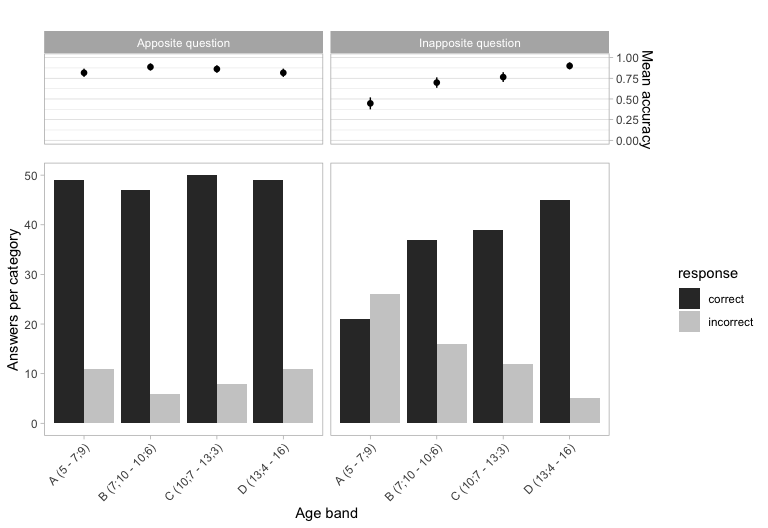 Apposite question
Inapposite question
1.00
0.75
0.50
0.25
0.00
Mean accuracy
50
40
30
20
10
0
Answers per category
A (5 - 7;9)
B (7;10 - 10;6)
C (10;7 - 13;3)
D (13;4 - 16)
A (5 - 7;9)
B (7;10 - 10;6)
C (10;7 - 13;3)
D (13;4 - 16)
Age band
response
correct
incorrect